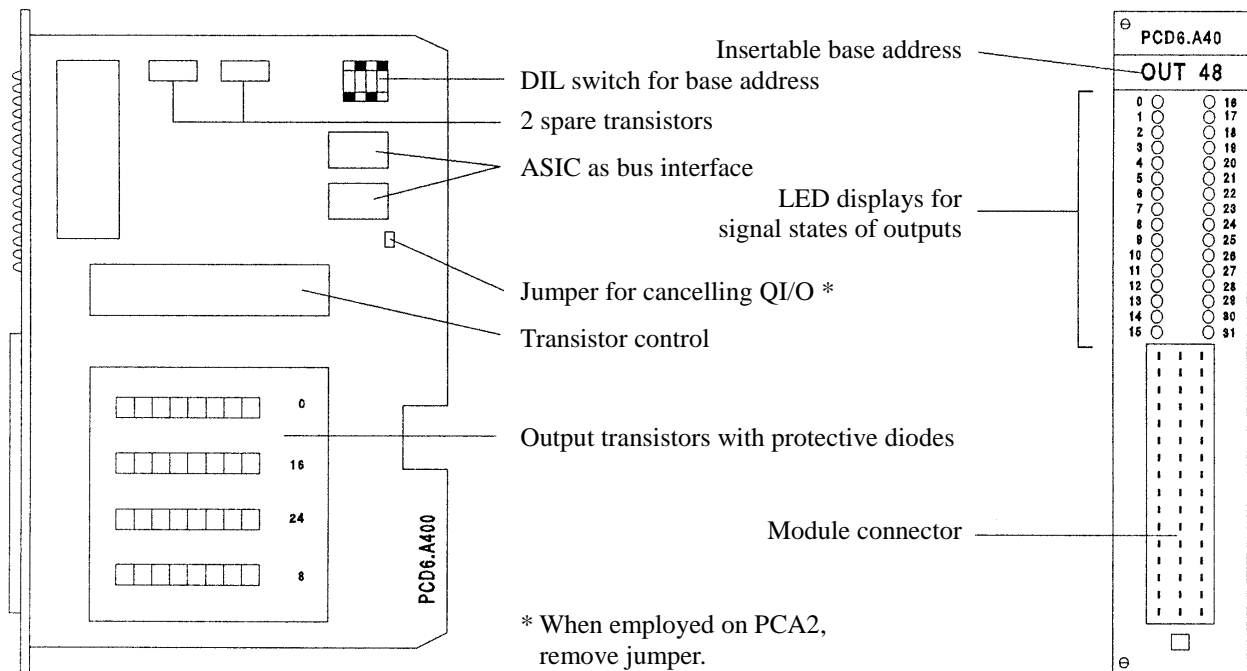 DIL switch for base address
2 spare transistors
ASIC as bus interface
Jumper for cancelling QI/O *
Transistor control
0
16
24
8
Output transistors with protective diodes
PCD6.A400
* When employed on PCA2,
remove jumper.
Insertable base address
LED displays for
signal states of outputs
Module connector
PCD6.A40
OUT 48
0 16
1 17
2 18
3 19
4 20
5 21
6 22
7 23
8 24
9 25
10 26
11 27
12 28
13 29
14 30
15 31